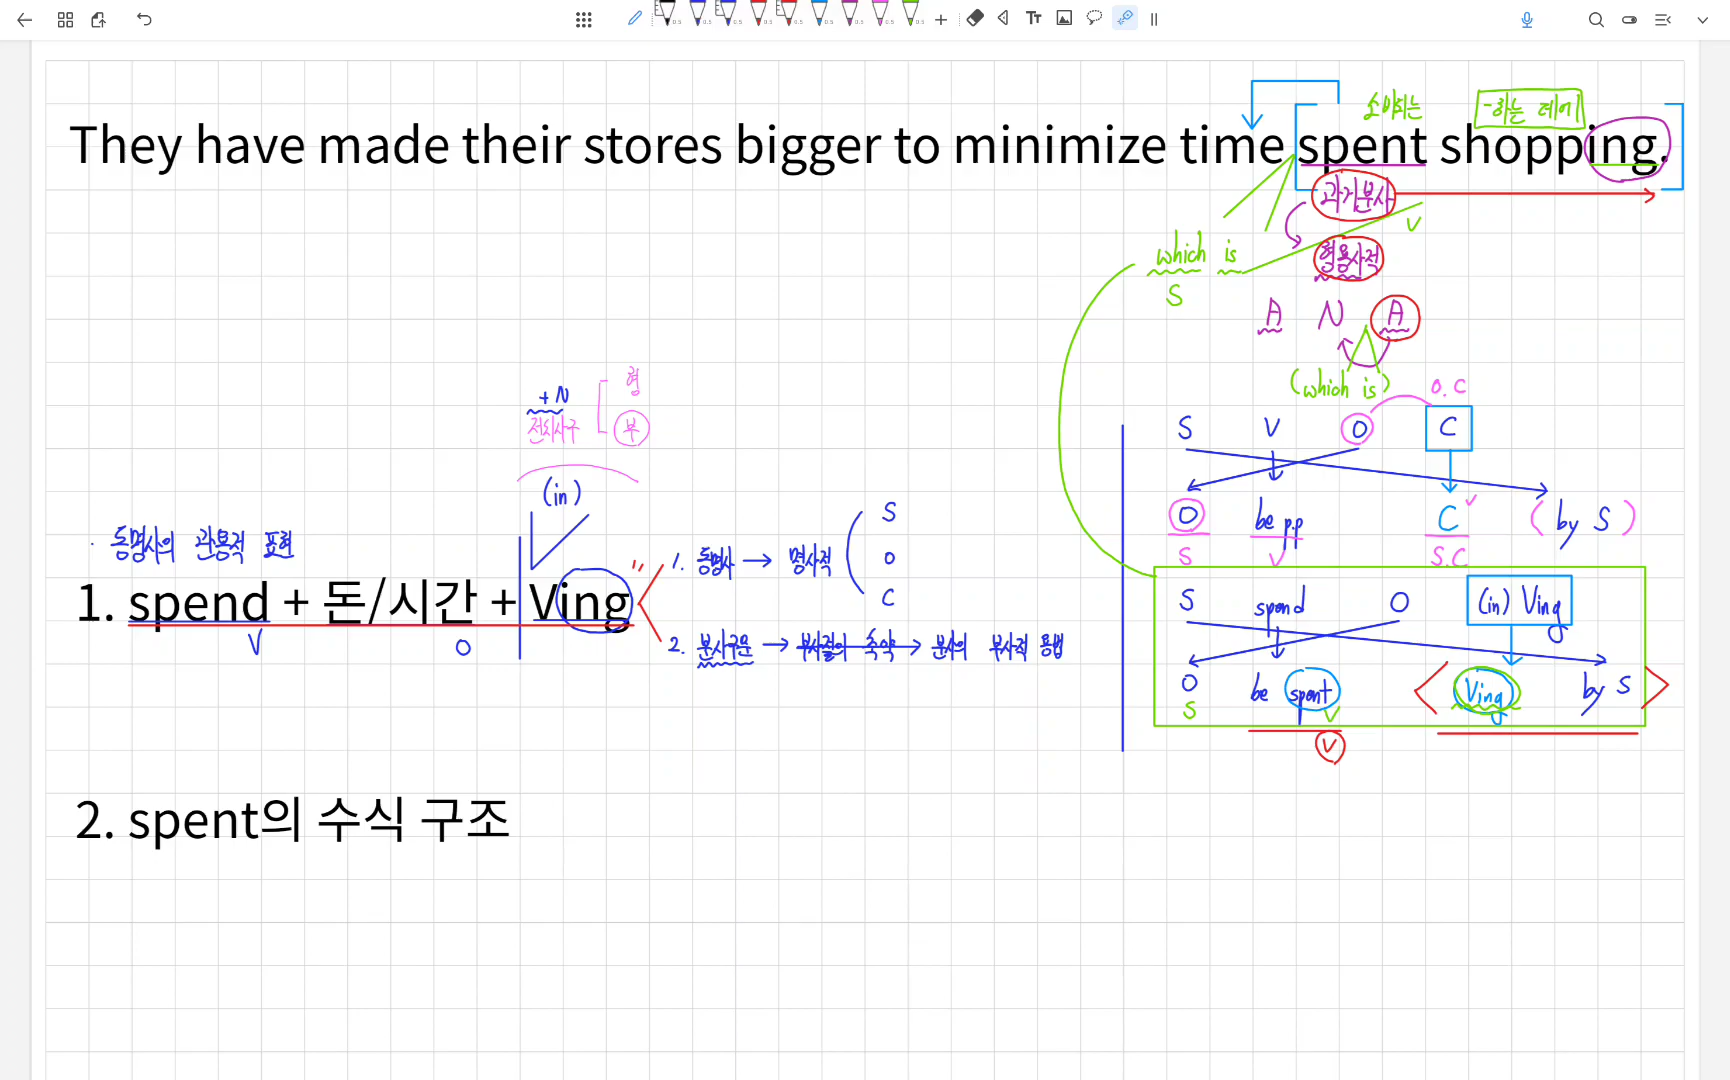 소비되는 -하는 데에
They have made their stores bigger to minimize time spent shopping.
과거분사
V
which is 형용사적
S
A N A
(which is)
+ N 형
전치사구 부
(in)
O.C
S V O C
O be p.p C (by S)
S V S.C
· 동명사의 관용적 표현
1. spend + 돈/시간 + Ving
V O
1. 동명사 → 명사적
S
O
C
2. 분사구문 → 부사절의 축약 → 분사의 부사적 용법
S spend O (in) Ving
O be spent Ving by S
S V
V
2. spent의 수식 구조